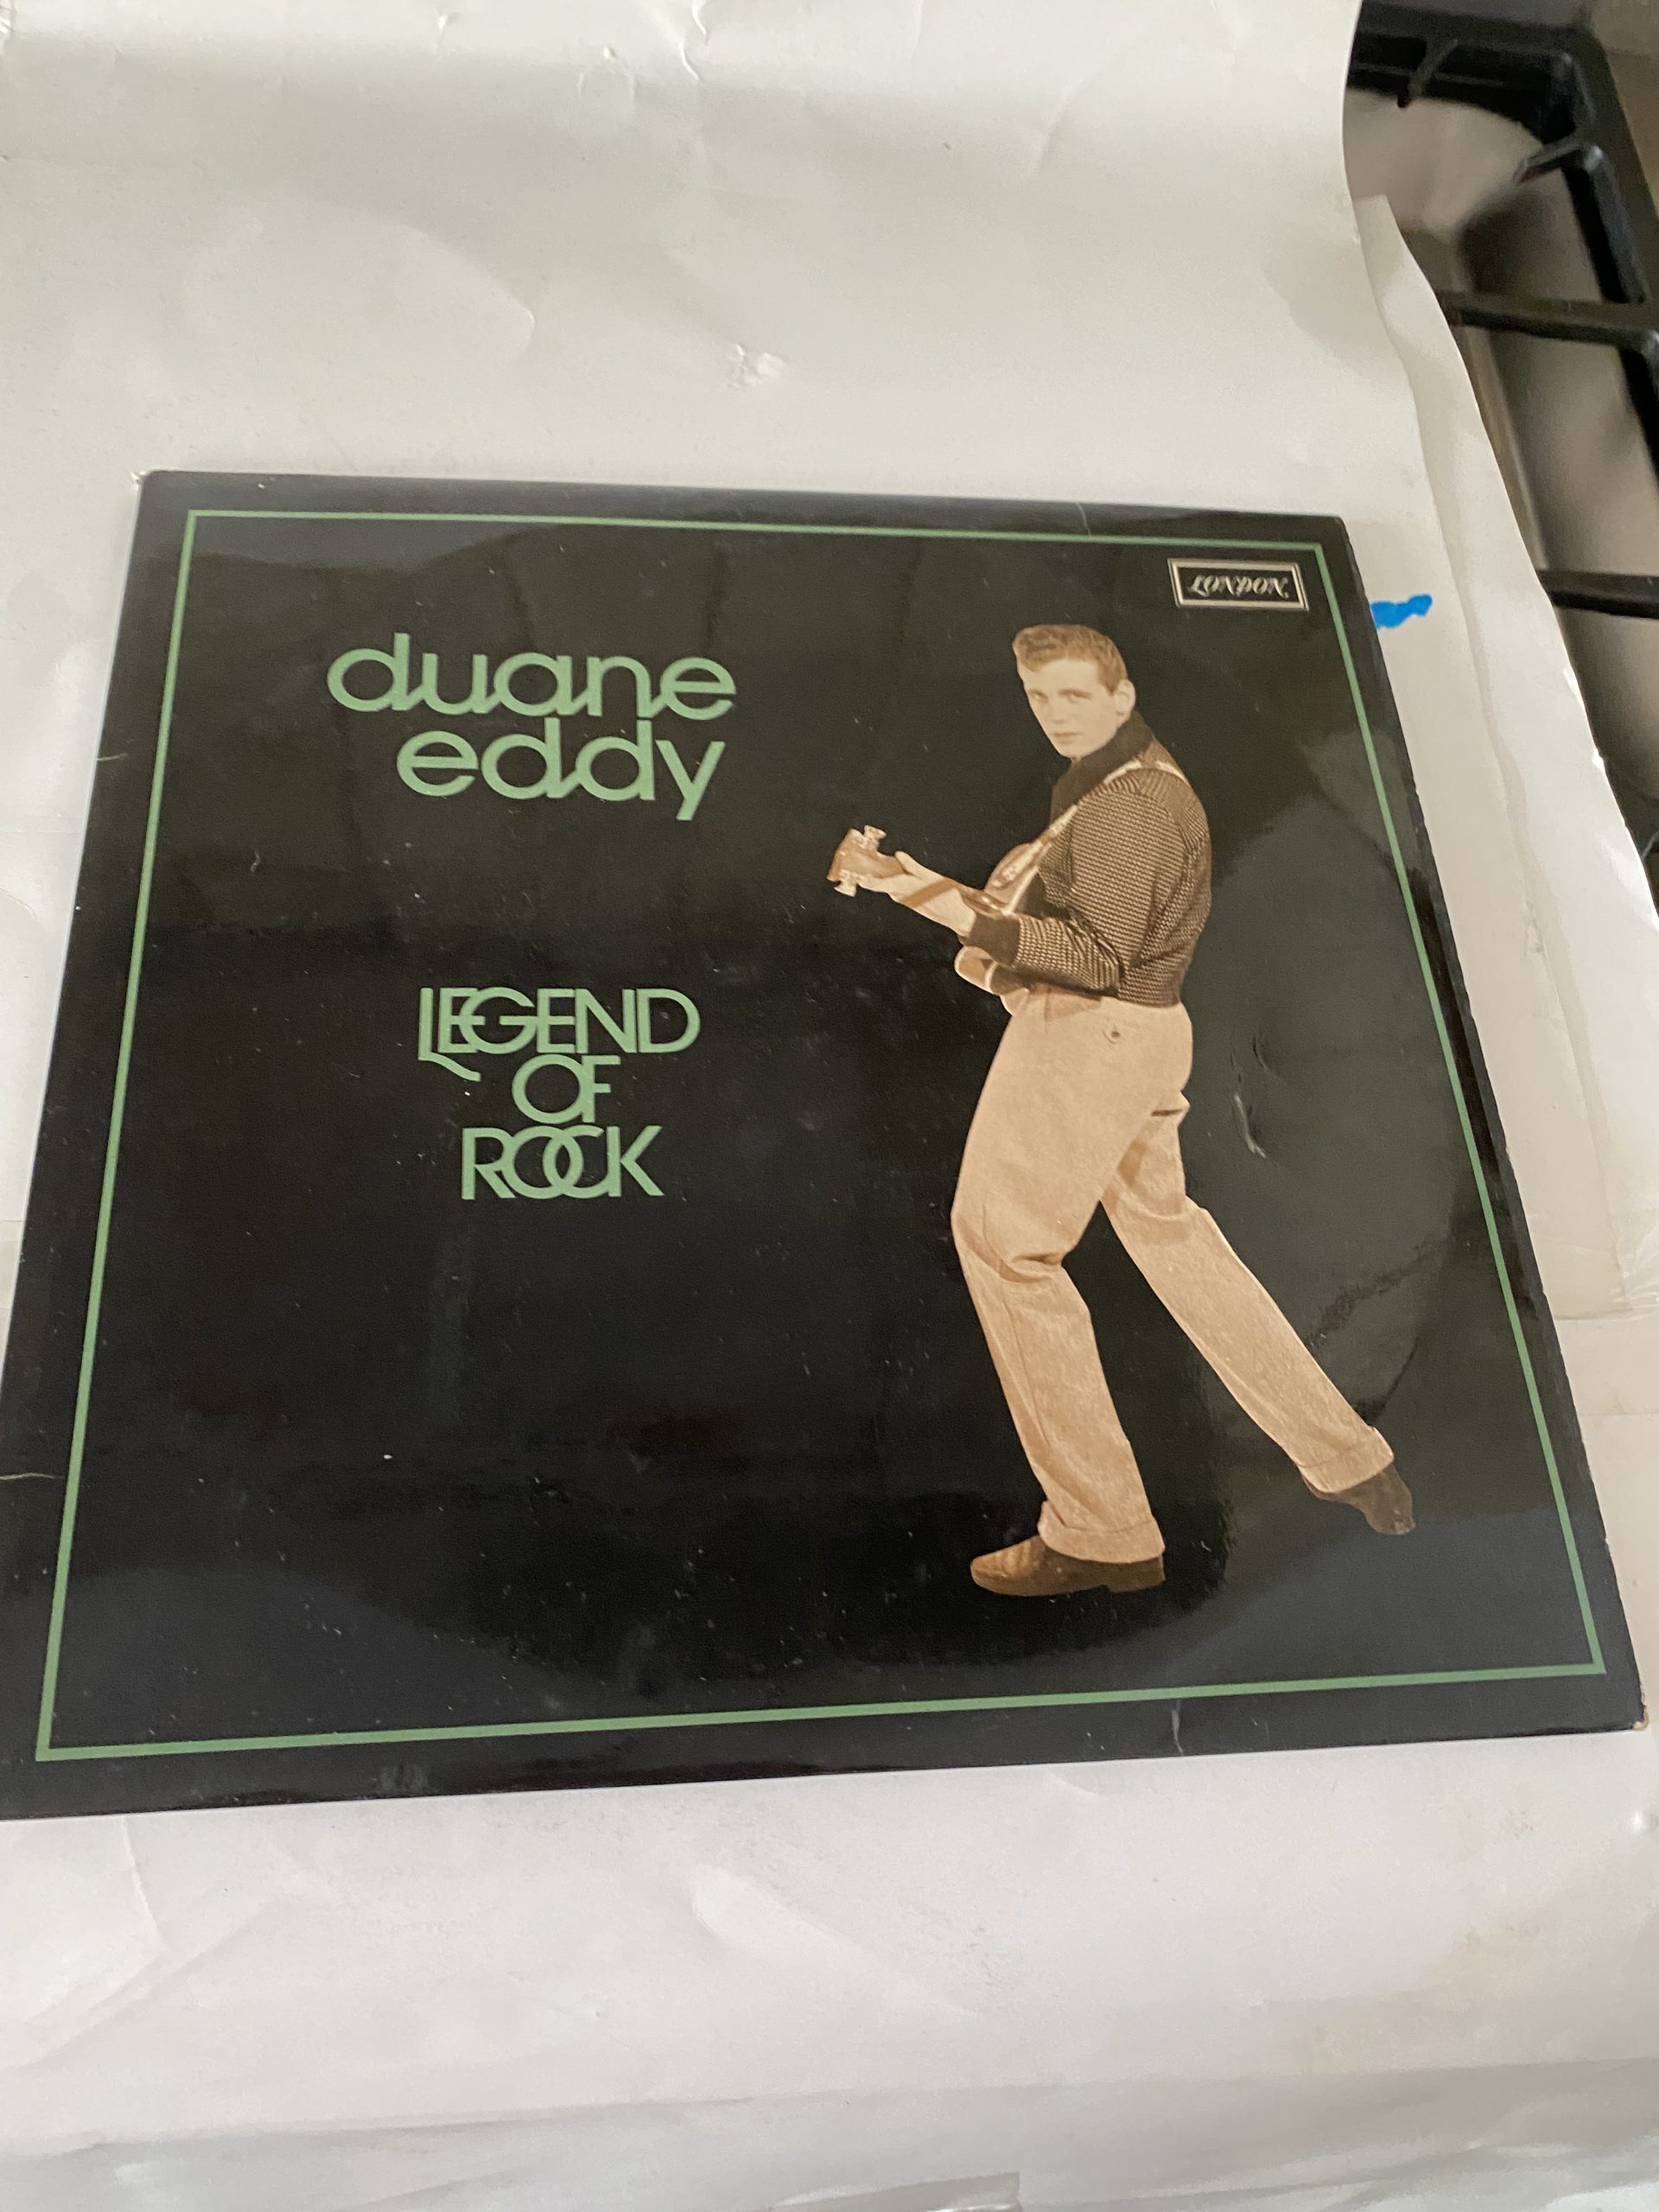 LONDON
duane
eddy
LEGEND
OF
ROCK